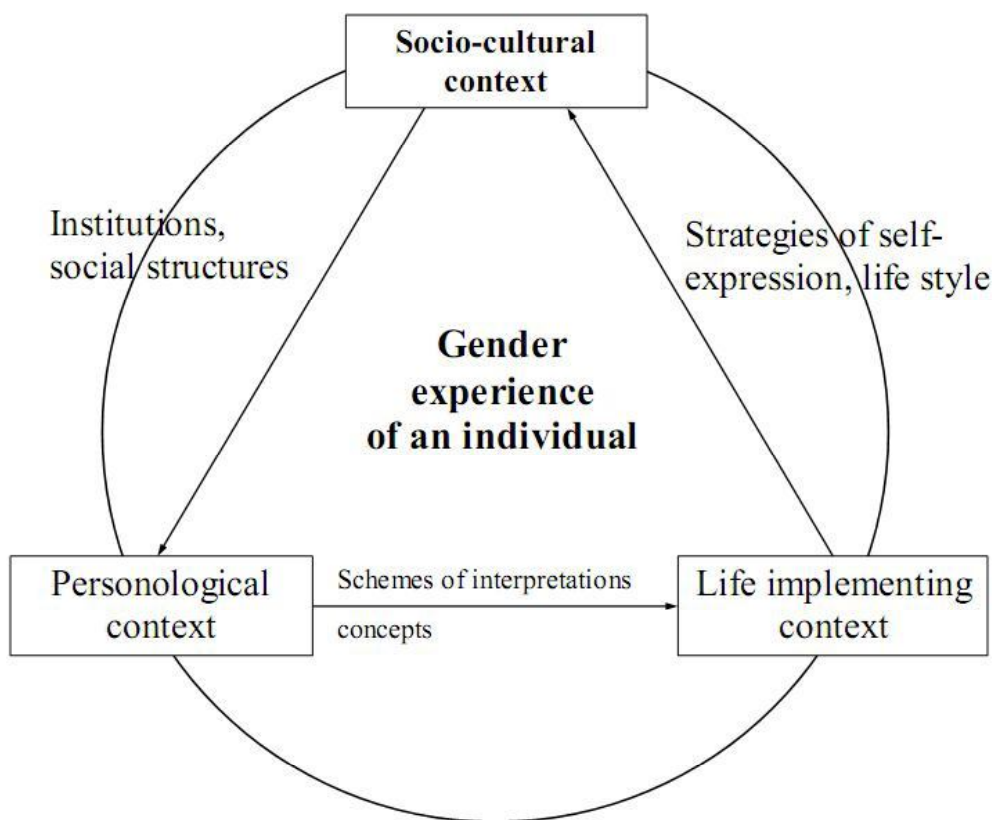 Socio-cultural
context
Institutions,
social structures
Strategies of self-
expression, life style
Gender
experience
of an individual
Personological
context
Schemes of interpretations
concepts
Life implementing
context